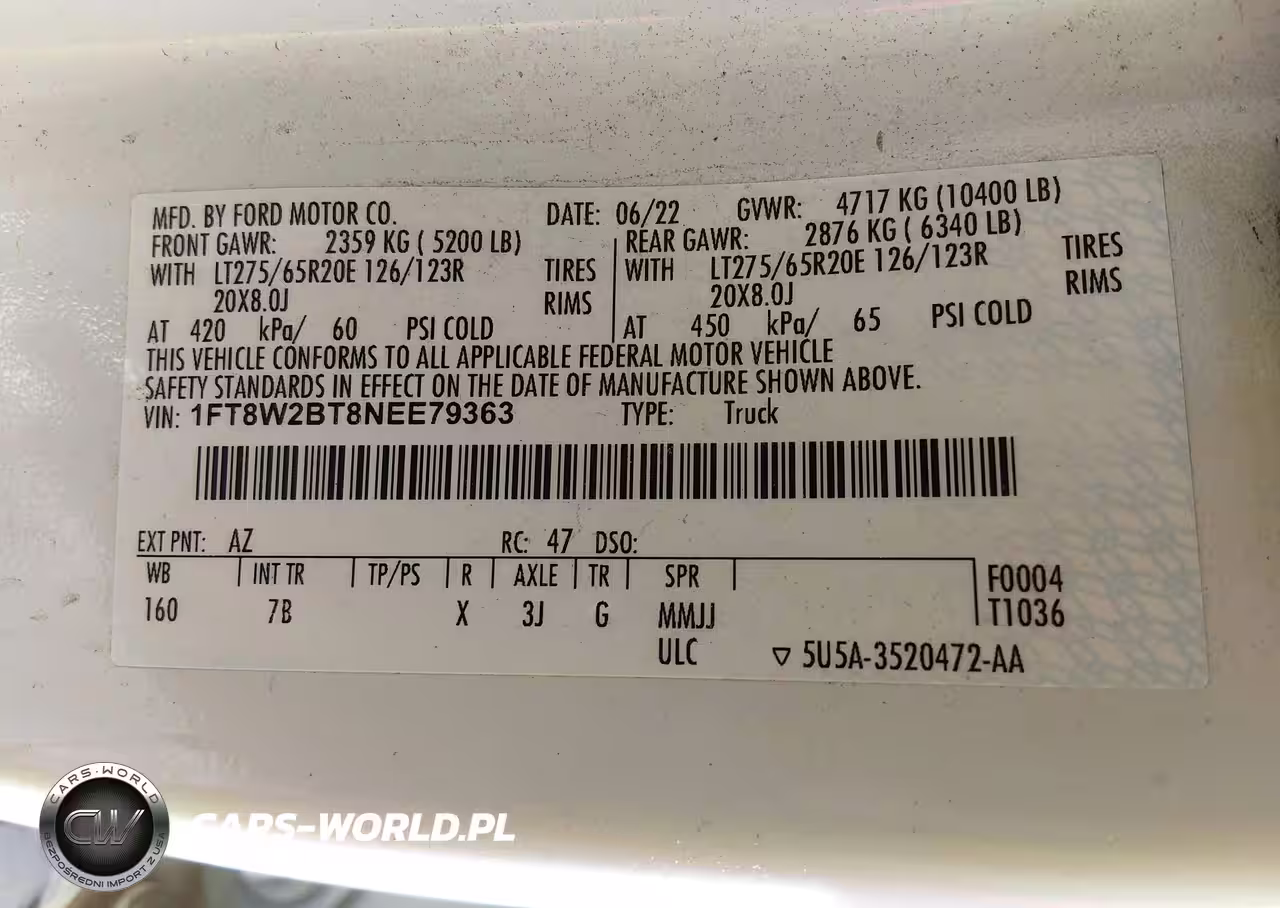 MFD. BY FORD MOTOR CO. DATE: 06/22 GVWR: 4717 KG (10400 LB)
FRONT GAWR: 2359 KG ( 5200 LB) REAR GAWR: 2876 KG ( 6340 LB)
WITH LT275/65R20E 126/123R TIRES WITH LT275/65R20E 126/123R TIRES
20X8.0J RIMS 20X8.0J RIMS
AT 420 kPa/ 60 PSI COLD AT 450 kPa/ 65 PSI COLD
THIS VEHICLE CONFORMS TO ALL APPLICABLE FEDERAL MOTOR VEHICLE
SAFETY STANDARDS IN EFFECT ON THE DATE OF MANUFACTURE SHOWN ABOVE.
VIN: 1FT8W2BT8NEE79363 TYPE: Truck
EXT PNT: AZ RC: 47 DSO:
WB INT TR TP/PS R AXLE TR SPR F0004
160 7B X 3J G MMJJ T1036
ULC ▽ 5U5A-3520472-AA
CARS-WORLD
CW
BEZPOŚREDNI IMPORT Z USA
CARS-WORLD.PL